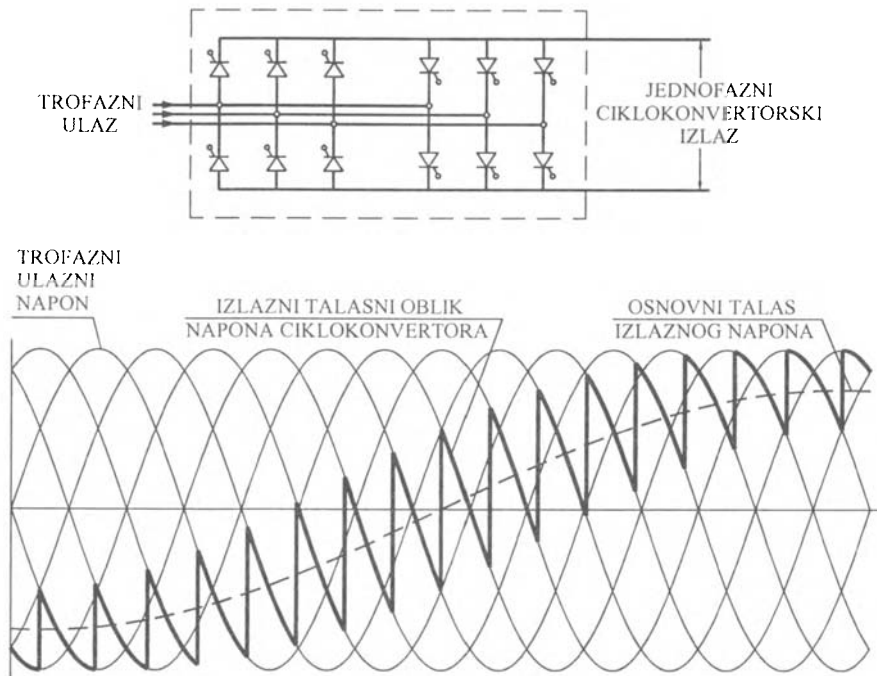 TROFAZNI
ULAZ
JEDNOFAZNI
CIKLOKONVERTORSKI
IZLAZ
TROFAZNI
ULAZNI
NAPON
IZLAZNI TALASNI OBLIK
NAPONA CIKLOKONVERTORA
OSNOVNI TALAS
IZLAZNOG NAPONA